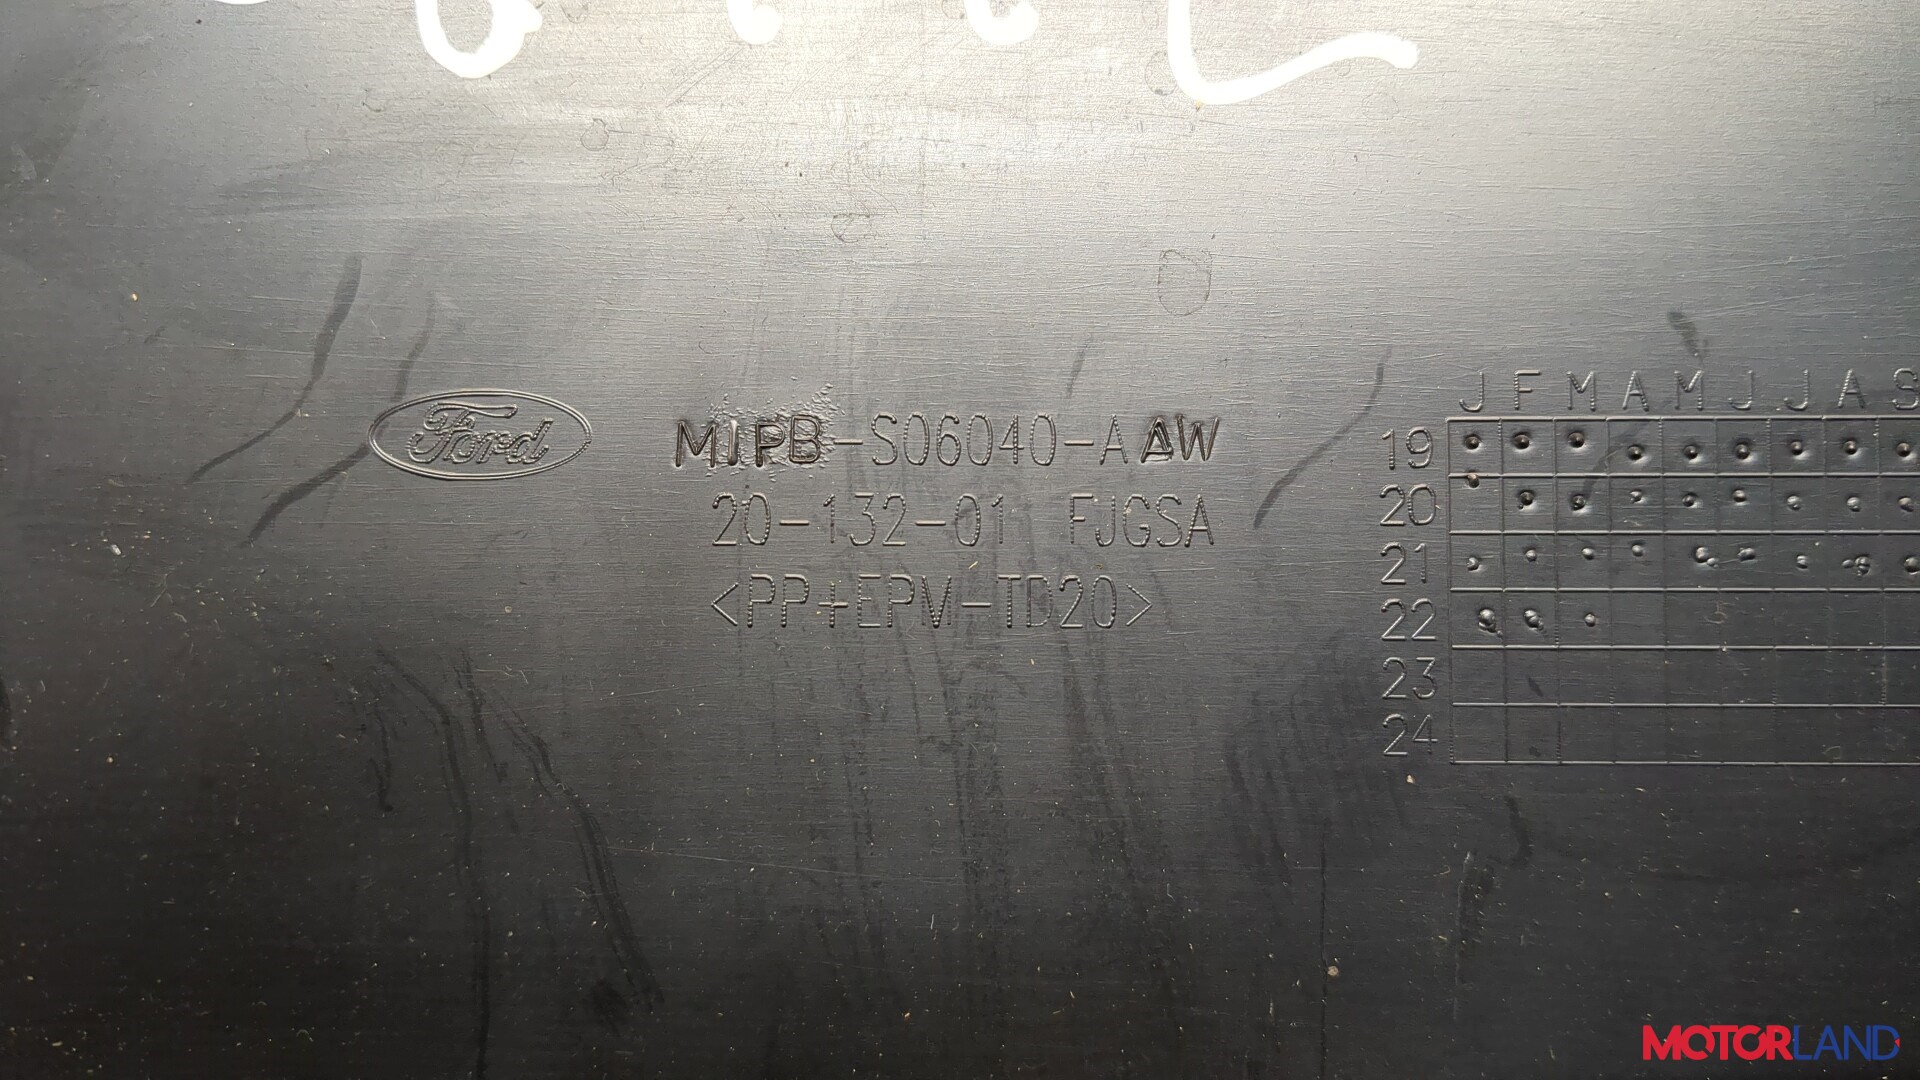 Ford
M1PB-S06040-AAW
20-132-01 FJGSA
<PP+EPM-TD20>
J F M A M J J A S
19
20
21
22
23
24
MOTORLAND